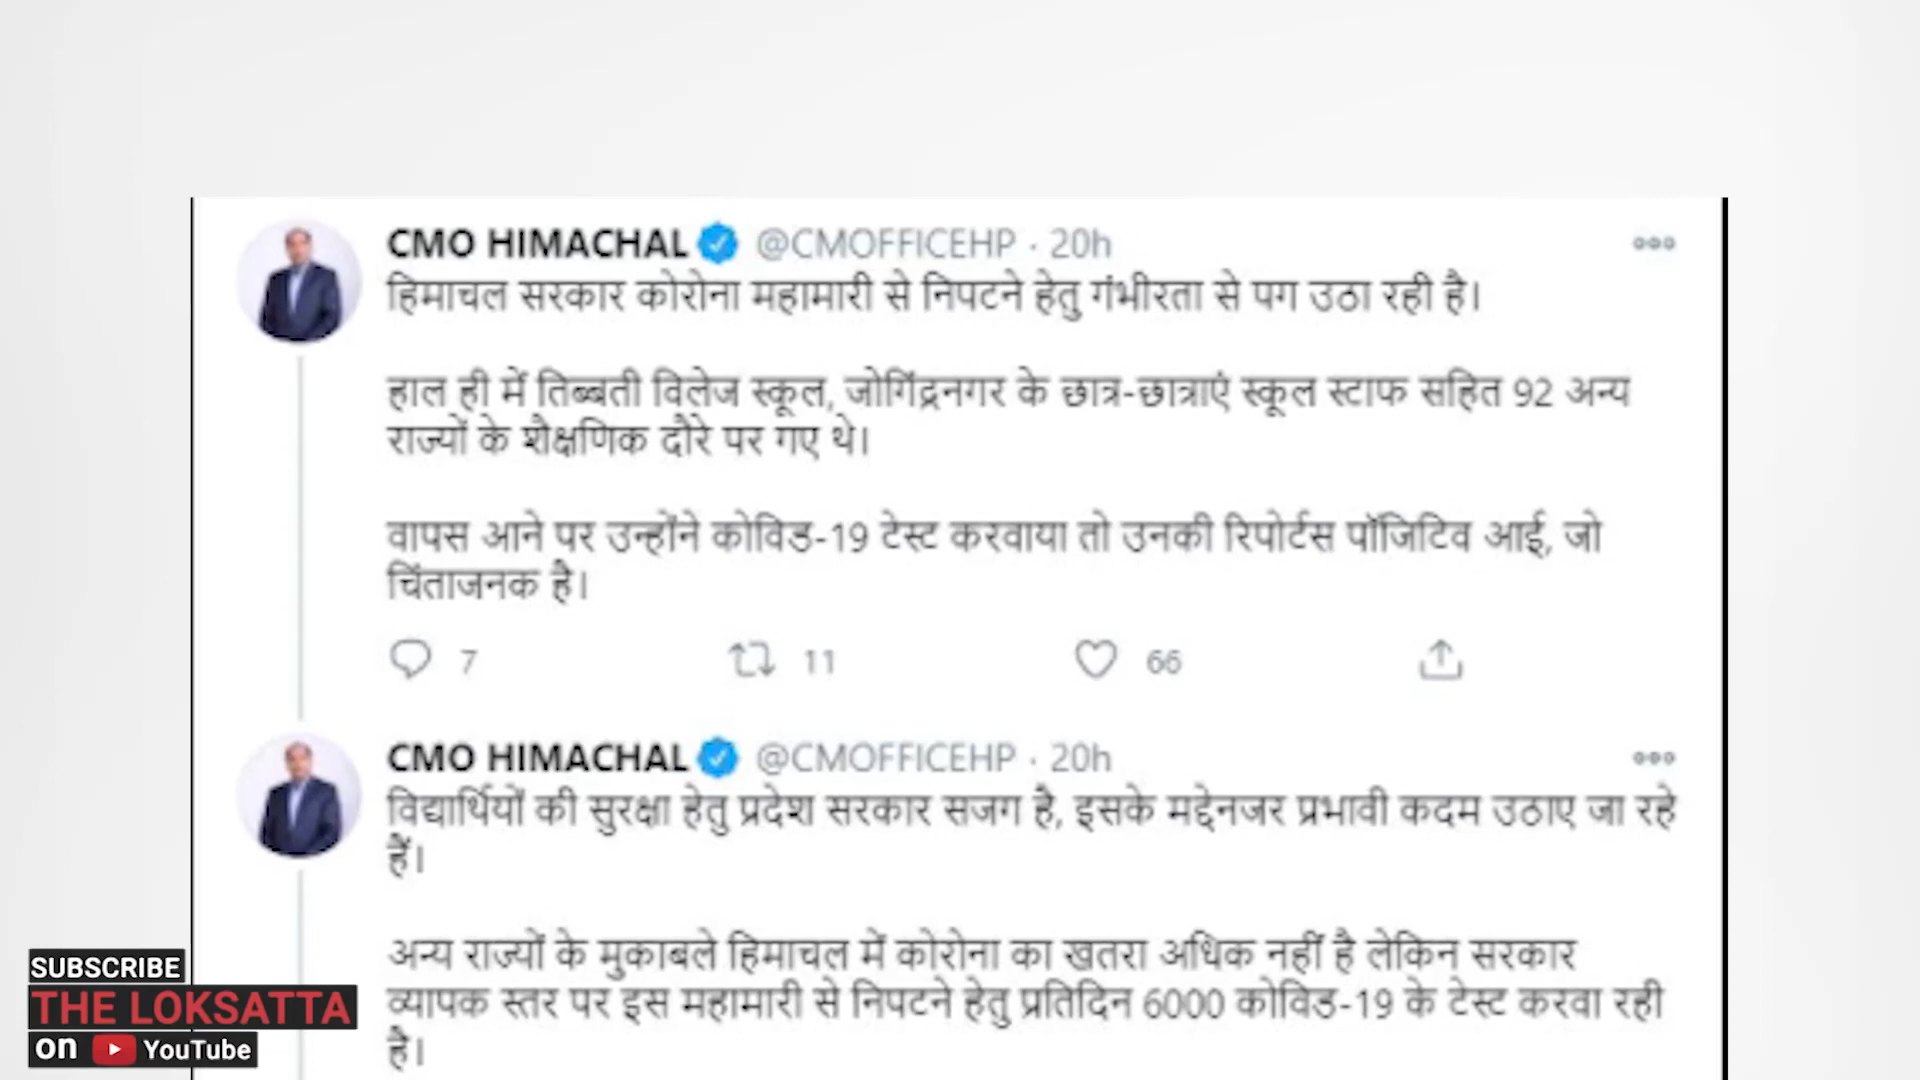 CMO HIMACHAL @CMOFFICEHP · 20h
हिमाचल सरकार कोरोना महामारी से निपटने हेतु गंभीरता से पग उठा रही है।
हाल ही में तिब्बती विलेज स्कूल, जोगिंद्रनगर के छात्र-छात्राएं स्कूल स्टाफ सहित 92 अन्य
राज्यों के शैक्षणिक दौरे पर गए थे।
वापस आने पर उन्होंने कोविड-19 टेस्ट करवाया तो उनकी रिपोर्टस पॉजिटिव आई, जो
चिंताजनक है।
7 11 66
CMO HIMACHAL @CMOFFICEHP · 20h
विद्यार्थियों की सुरक्षा हेतु प्रदेश सरकार सजग है, इसके मद्देनजर प्रभावी कदम उठाए जा रहे
हैं।
अन्य राज्यों के मुकाबले हिमाचल में कोरोना का खतरा अधिक नहीं है लेकिन सरकार
व्यापक स्तर पर इस महामारी से निपटने हेतु प्रतिदिन 6000 कोविड-19 के टेस्ट करवा रही
है।
SUBSCRIBE
THE LOKSATTA
on YouTube